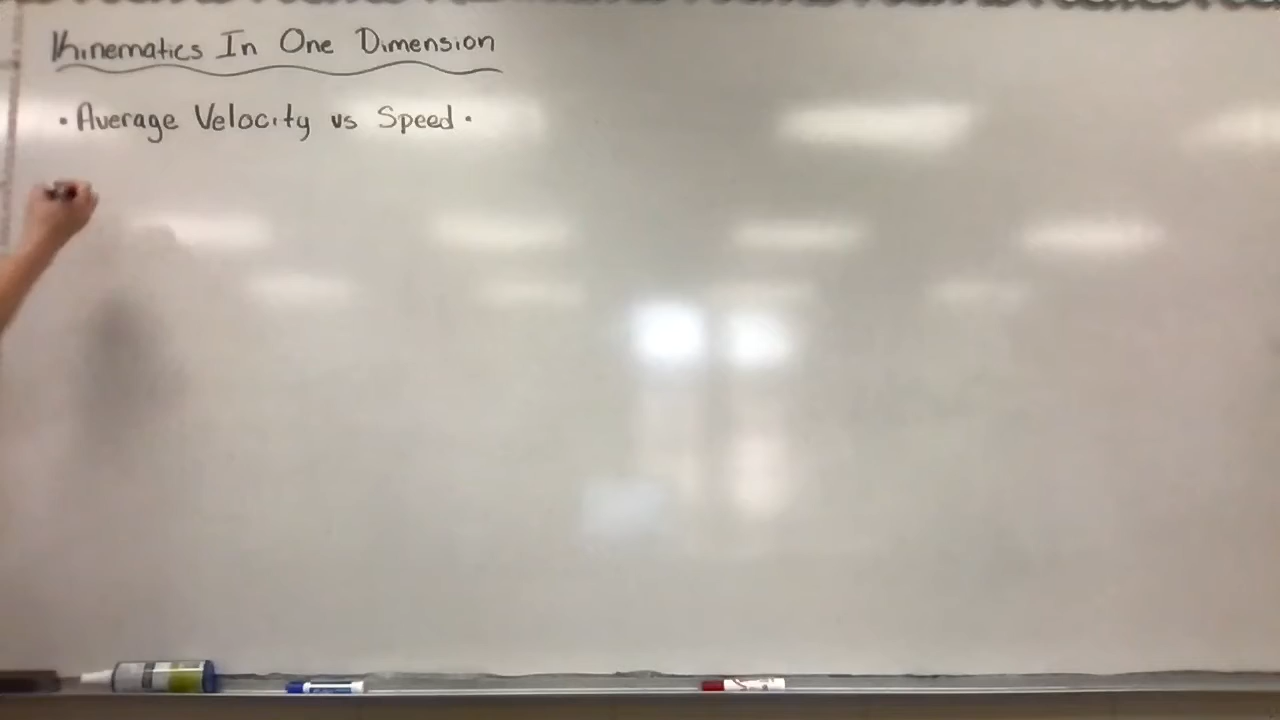 Kinematics In One Dimension
• Average Velocity vs Speed •